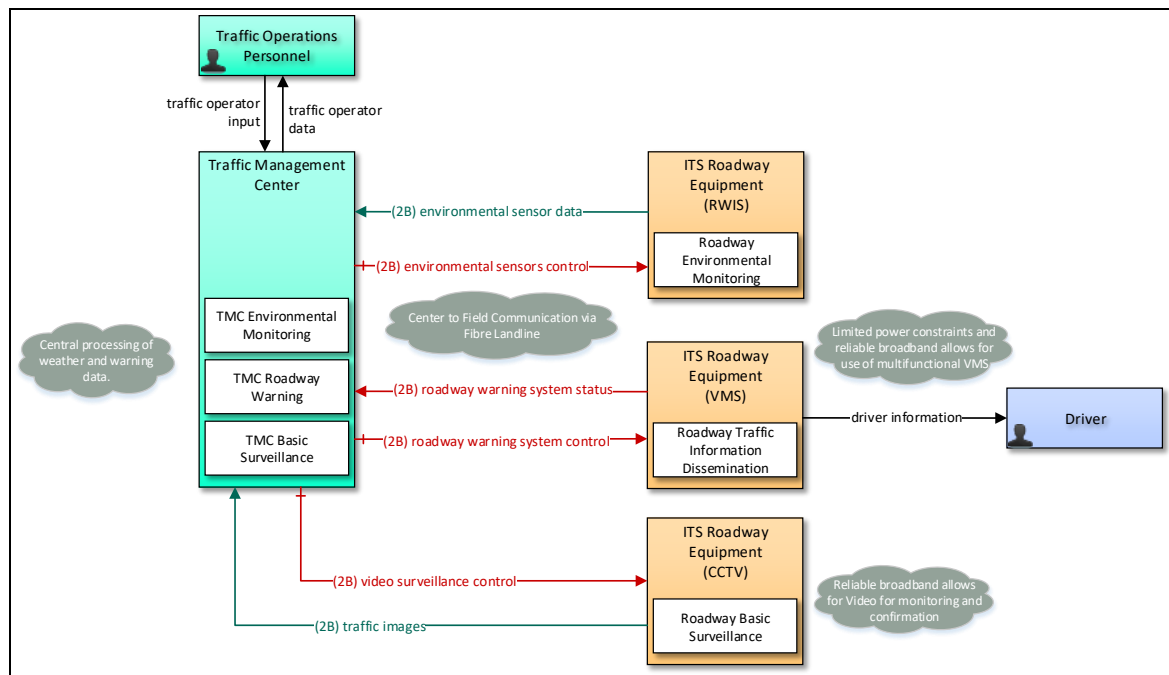 Traffic Operations
Personnel
traffic operator
input
traffic operator
data
Traffic Management
Center
ITS Roadway
Equipment
(RWIS)
(2B) environmental sensor data
Roadway
Environmental
Monitoring
(2B) environmental sensors control
TMC Environmental
Monitoring
Center to Field Communication via
Fibre Landline
Central processing of
weather and warning
data.
Limited power constraints and
reliable broadband allows for
use of multifunctional VMS
TMC Roadway
Warning
(2B) roadway warning system status
ITS Roadway
Equipment
(VMS)
driver information
Driver
TMC Basic
Surveillance
(2B) roadway warning system control
Roadway Traffic
Information
Dissemination
ITS Roadway
Equipment
(CCTV)
(2B) video surveillance control
Reliable broadband allows
for Video for monitoring and
confirmation
(2B) traffic images
Roadway Basic
Surveillance